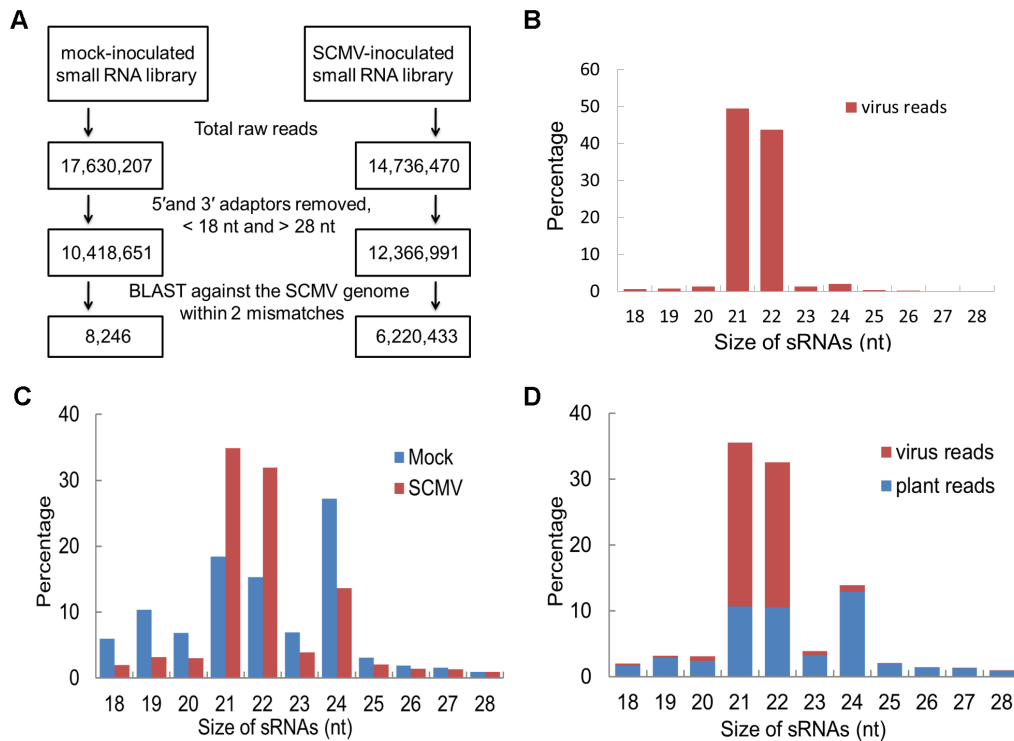 A
mock-inoculated
small RNA library
SCMV-inoculated
small RNA library
Total raw reads
17,630,207
14,736,470
5′and 3′ adaptors removed,
< 18 nt and > 28 nt
10,418,651
12,366,991
BLAST against the SCMV genome
within 2 mismatches
8,246
6,220,433
B
60
50
40
30
20
10
0
Percentage
virus reads
18 19 20 21 22 23 24 25 26 27 28
Size of sRNAs (nt)
C
40
30
20
10
0
Percentage
Mock
SCMV
18 19 20 21 22 23 24 25 26 27 28
Size of sRNAs (nt)
D
40
30
20
10
0
Percentage
virus reads
plant reads
18 19 20 21 22 23 24 25 26 27 28
Size of sRNAs (nt)